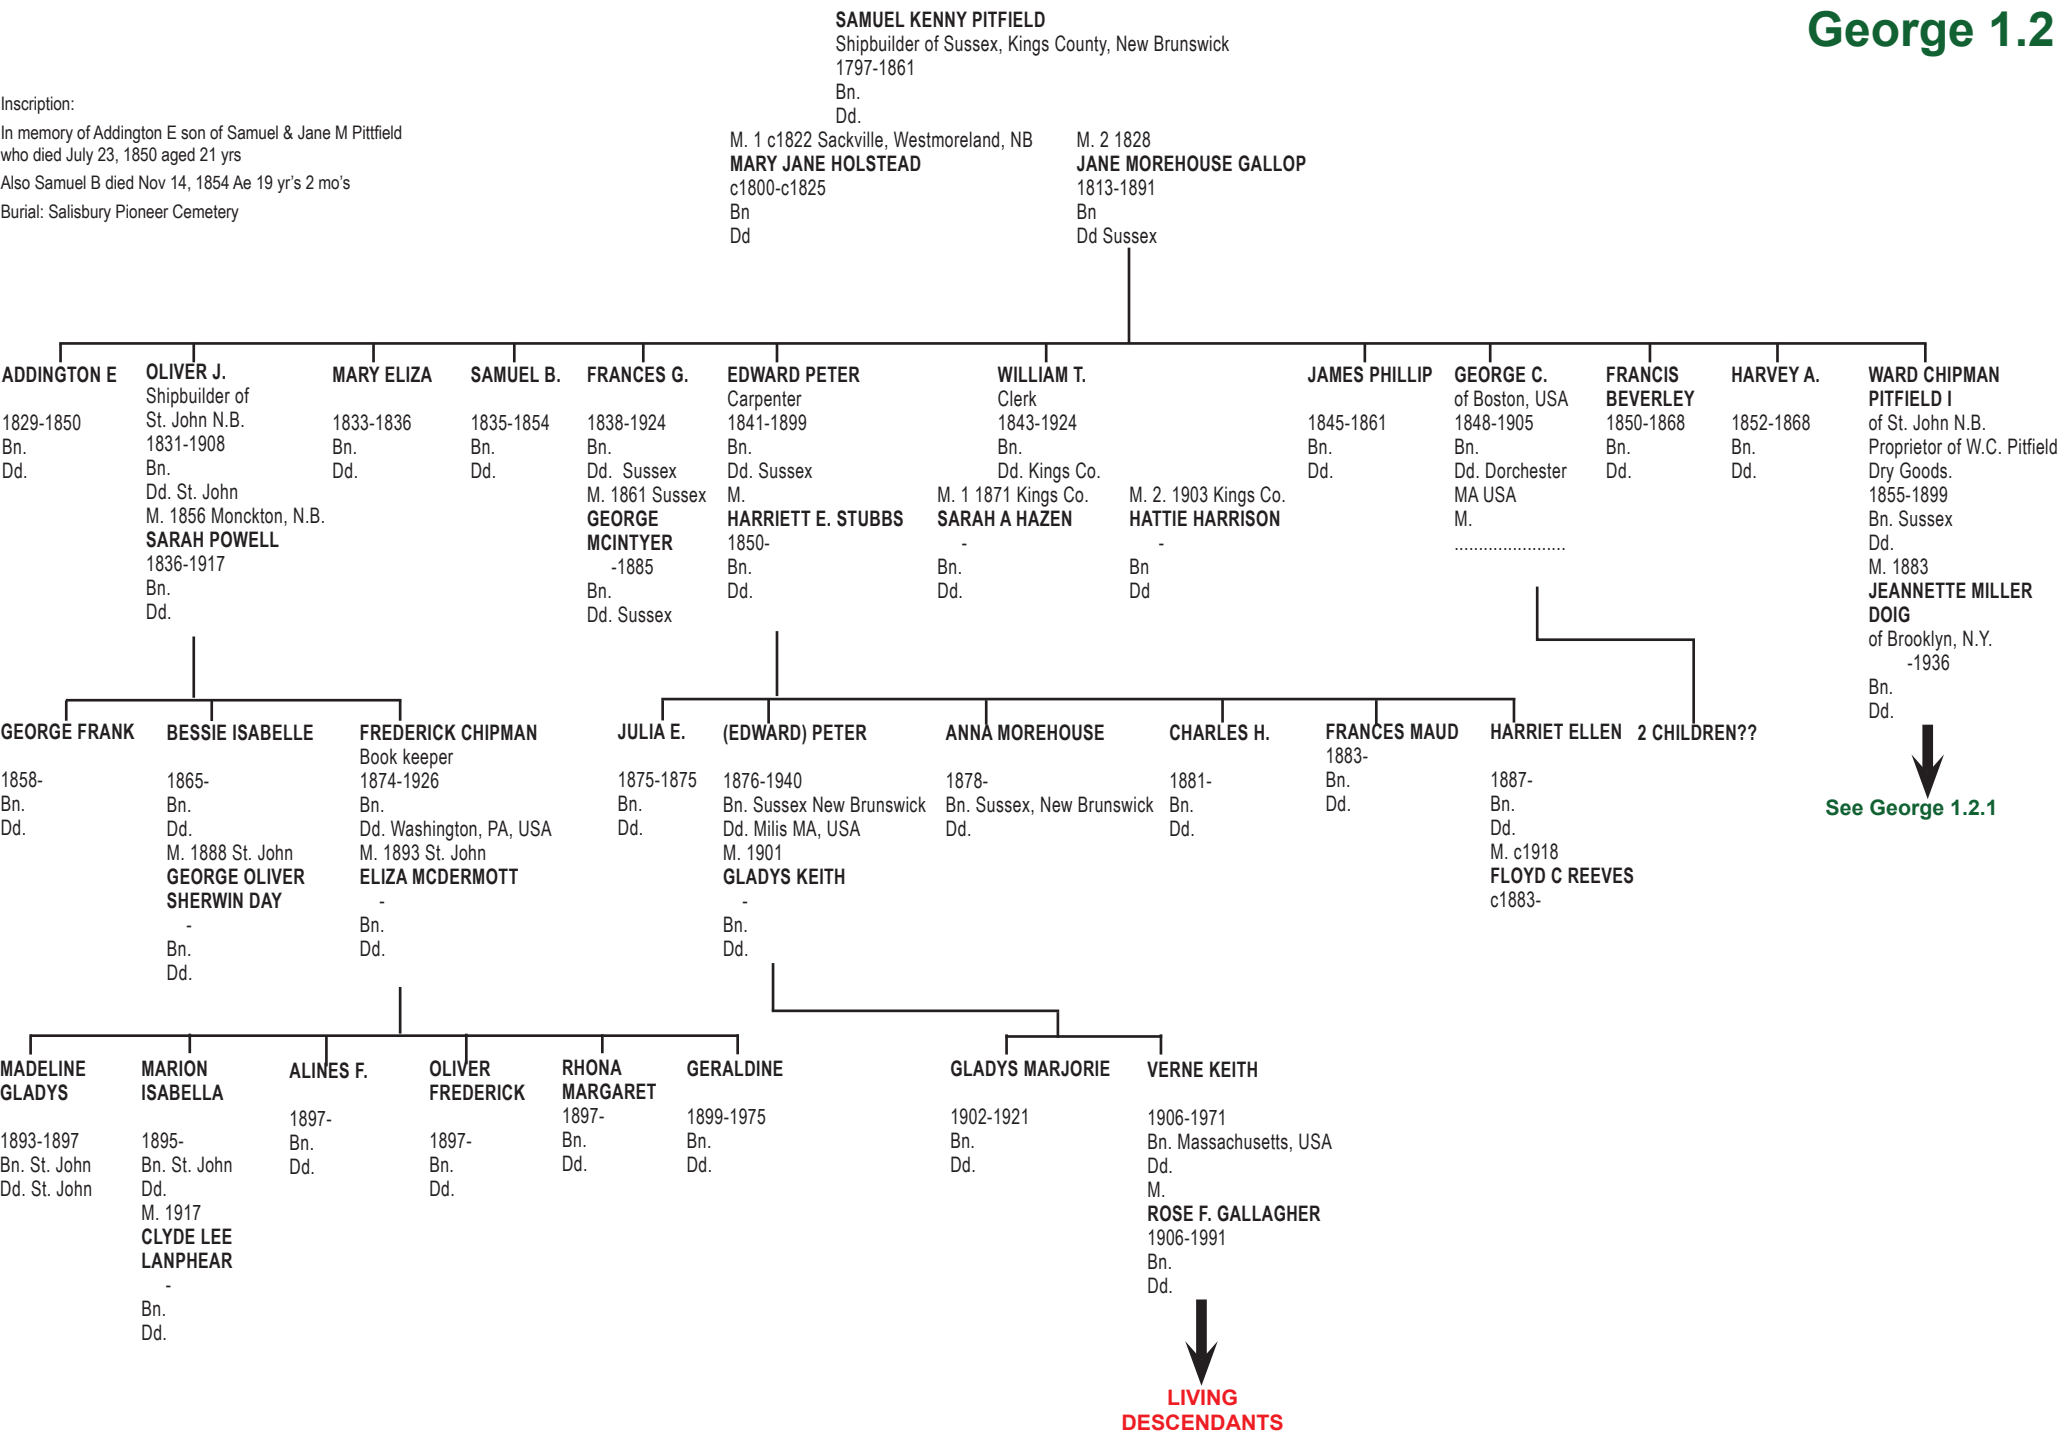 George 1.2
SAMUEL KENNY PITFIELD
Shipbuilder of Sussex, Kings County, New Brunswick
1797-1861
Bn.
Dd.
Inscription:
In memory of Addington E son of Samuel & Jane M Pittfield
who died July 23, 1850 aged 21 yrs
Also Samuel B died Nov 14, 1854 Ae 19 yr's 2 mo's
Burial: Salisbury Pioneer Cemetery
M. 1 c1822 Sackville, Westmoreland, NB
MARY JANE HOLSTEAD
c1800-c1825
Bn
Dd
M. 2 1828
JANE MOREHOUSE GALLOP
1813-1891
Bn
Dd Sussex
ADDINGTON E
1829-1850
Bn.
Dd.
OLIVER J.
Shipbuilder of
St. John N.B.
1831-1908
Bn.
Dd. St. John
M. 1856 Monckton, N.B.
SARAH POWELL
1836-1917
Bn.
Dd.
MARY ELIZA
1833-1836
Bn.
Dd.
SAMUEL B.
1835-1854
Bn.
Dd.
FRANCES G.
1838-1924
Bn.
Dd. Sussex
M. 1861 Sussex
GEORGE
MCINTYER
-1885
Bn.
Dd. Sussex
EDWARD PETER
Carpenter
1841-1899
Bn.
Dd. Sussex
M.
HARRIETT E. STUBBS
1850-
Bn.
Dd.
WILLIAM T.
Clerk
1843-1924
Bn.
Dd. Kings Co.
M. 1 1871 Kings Co.
SARAH A HAZEN
-
Bn.
Dd.
M. 2. 1903 Kings Co.
HATTIE HARRISON
-
Bn
Dd
JAMES PHILLIP
1845-1861
Bn.
Dd.
GEORGE C.
of Boston, USA
1848-1905
Bn.
Dd. Dorchester
MA USA
M.
.......................
FRANCIS
BEVERLEY
1850-1868
Bn.
Dd.
HARVEY A.
1852-1868
Bn.
Dd.
WARD CHIPMAN
PITFIELD I
of St. John N.B.
Proprietor of W.C. Pitfield
Dry Goods.
1855-1899
Bn. Sussex
Dd.
M. 1883
JEANNETTE MILLER
DOIG
of Brooklyn, N.Y.
-1936
Bn.
Dd.
See George 1.2.1
GEORGE FRANK
1858-
Bn.
Dd.
BESSIE ISABELLE
1865-
Bn.
Dd.
M. 1888 St. John
GEORGE OLIVER
SHERWIN DAY
-
Bn.
Dd.
FREDERICK CHIPMAN
Book keeper
1874-1926
Bn.
Dd. Washington, PA, USA
M. 1893 St. John
ELIZA MCDERMOTT
-
Bn.
Dd.
JULIA E.
1875-1875
Bn.
Dd.
(EDWARD) PETER
1876-1940
Bn. Sussex New Brunswick
Dd. Milis MA, USA
M. 1901
GLADYS KEITH
-
Bn.
Dd.
ANNA MOREHOUSE
1878-
Bn. Sussex, New Brunswick
Dd.
CHARLES H.
1881-
Bn.
Dd.
FRANCES MAUD
1883-
Bn.
Dd.
HARRIET ELLEN
1887-
Bn.
Dd.
M. c1918
FLOYD C REEVES
c1883-
2 CHILDREN??
MADELINE
GLADYS
1893-1897
Bn. St. John
Dd. St. John
MARION
ISABELLA
1895-
Bn. St. John
Dd.
M. 1917
CLYDE LEE
LANPHEAR
-
Bn.
Dd.
ALINES F.
1897-
Bn.
Dd.
OLIVER
FREDERICK
1897-
Bn.
Dd.
RHONA
MARGARET
1897-
Bn.
Dd.
GERALDINE
1899-1975
Bn.
Dd.
GLADYS MARJORIE
1902-1921
Bn.
Dd.
VERNE KEITH
1906-1971
Bn. Massachusetts, USA
Dd.
M.
ROSE F. GALLAGHER
1906-1991
Bn.
Dd.
LIVING
DESCENDANTS